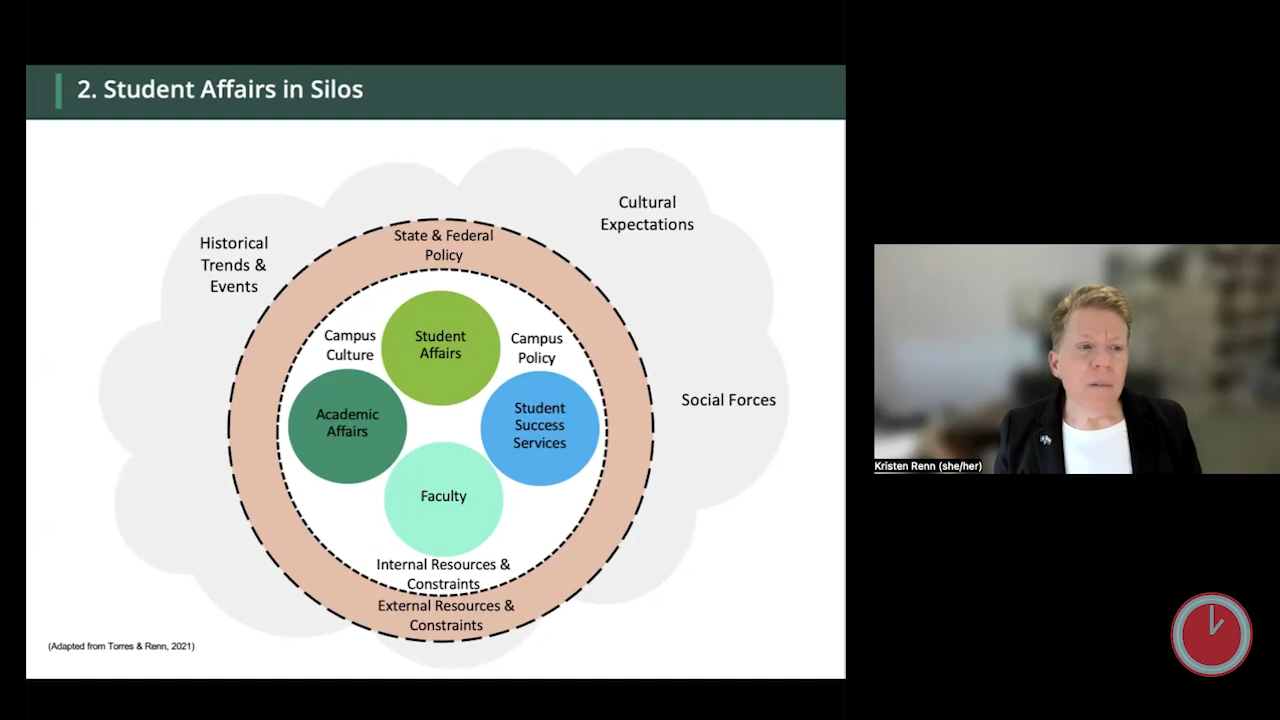 2. Student Affairs in Silos
Cultural
Expectations
Historical
Trends &
Events
State & Federal
Policy
Campus
Culture
Student
Affairs
Campus
Policy
Social Forces
Academic
Affairs
Student
Success
Services
Faculty
Internal Resources &
Constraints
External Resources &
Constraints
(Adapted from Torres & Renn, 2021)
Kristen Renn (she/her)